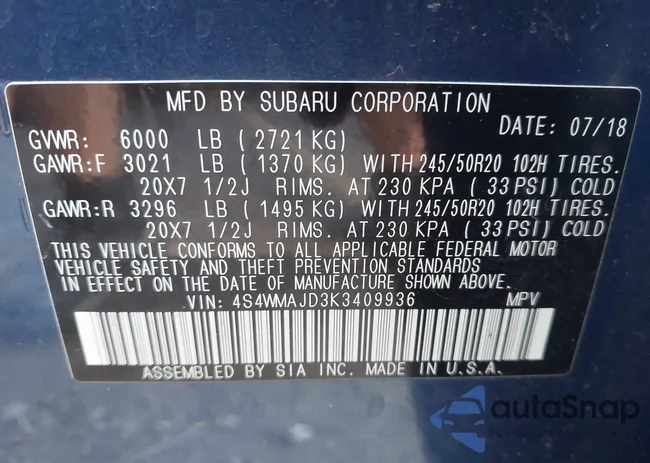 MFD BY SUBARU CORPORATION
GVWR: 6000 LB (2721 KG) DATE: 07/18
GAWR:F 3021 LB (1370 KG) WITH 245/50R20 102H TIRES.
20X7 1/2J RIMS. AT 230 KPA (33 PSI) COLD
GAWR:R 3296 LB (1495 KG) WITH 245/50R20 102H TIRES.
20X7 1/2J RIMS. AT 230 KPA (33 PSI) COLD
THIS VEHICLE CONFORMS TO ALL APPLICABLE FEDERAL MOTOR
VEHICLE SAFETY AND THEFT PREVENTION STANDARDS
IN EFFECT ON THE DATE OF MANUFACTURE SHOWN ABOVE.
VIN: 4S4WMAJD3K3409936 MPV
ASSEMBLED BY SIA INC. MADE IN U.S.A.
autoSnap